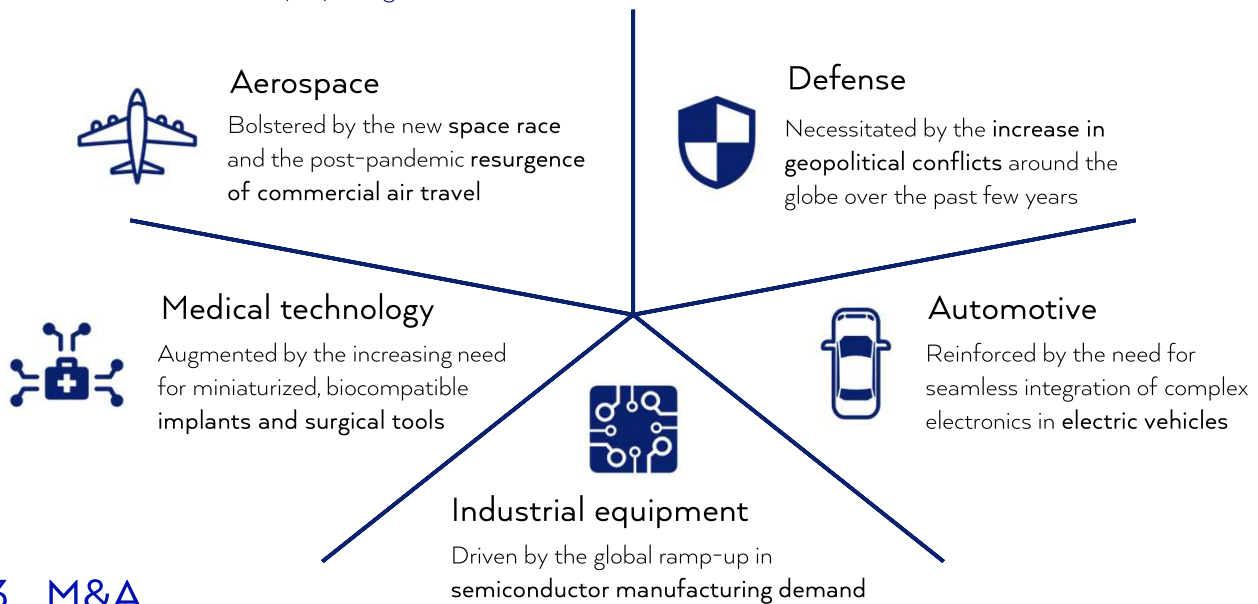 Aerospace
Bolstered by the new space race
and the post-pandemic resurgence
of commercial air travel
Defense
Necessitated by the increase in
geopolitical conflicts around the
globe over the past few years
Medical technology
Augmented by the increasing need
for miniaturized, biocompatible
implants and surgical tools
Automotive
Reinforced by the need for
seamless integration of complex
electronics in electric vehicles
Industrial equipment
Driven by the global ramp-up in
semiconductor manufacturing demand
3 M&A